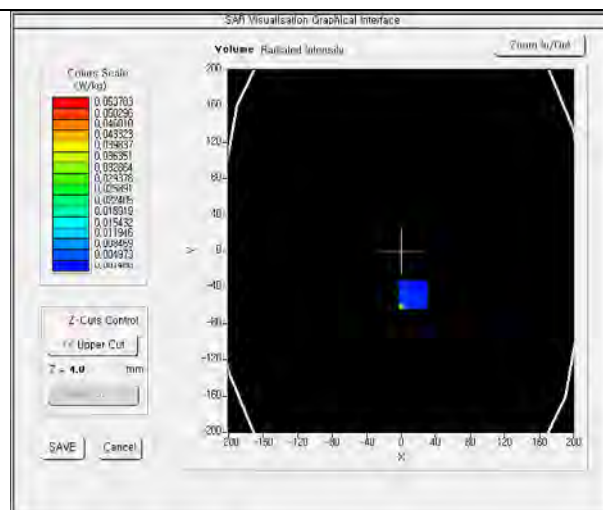 SAR Visualisation Graphical Interface
Volume Radiated Intensity
Zoom In/Out
Colors Scale
(W/kg)
0.053783
0.050296
0.046810
0.043323
0.039837
0.036351
0.032864
0.029378
0.025891
0.022405
0.018919
0.015432
0.011946
0.008459
0.004973
200
160
120
80
40
0
-40
-80
-120
-160
-200
Y
-200 -160 -120 -80 -40 0 40 80 120 160 200
X
Z-Cuts Control
<< Upper Cut
Z = 4.0 mm
SAVE Cancel